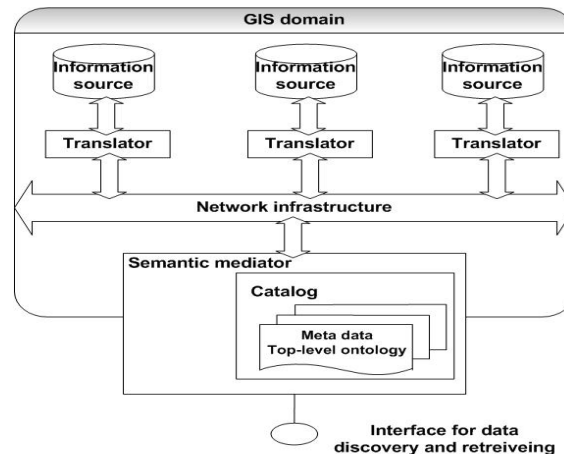 GIS domain
Information
source
Information
source
Information
source
Translator
Translator
Translator
Network infrastructure
Semantic mediator
Catalog
Meta data
Top-level ontology
Interface for data
discovery and retreiveing